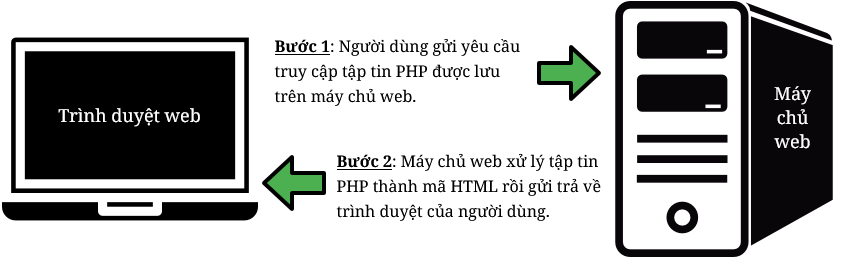 Trình duyệt web
Bước 1: Người dùng gửi yêu cầu
truy cập tập tin PHP được lưu
trên máy chủ web.
Máy
chủ
web
Bước 2: Máy chủ web xử lý tập tin
PHP thành mã HTML rồi gửi trả về
trình duyệt của người dùng.